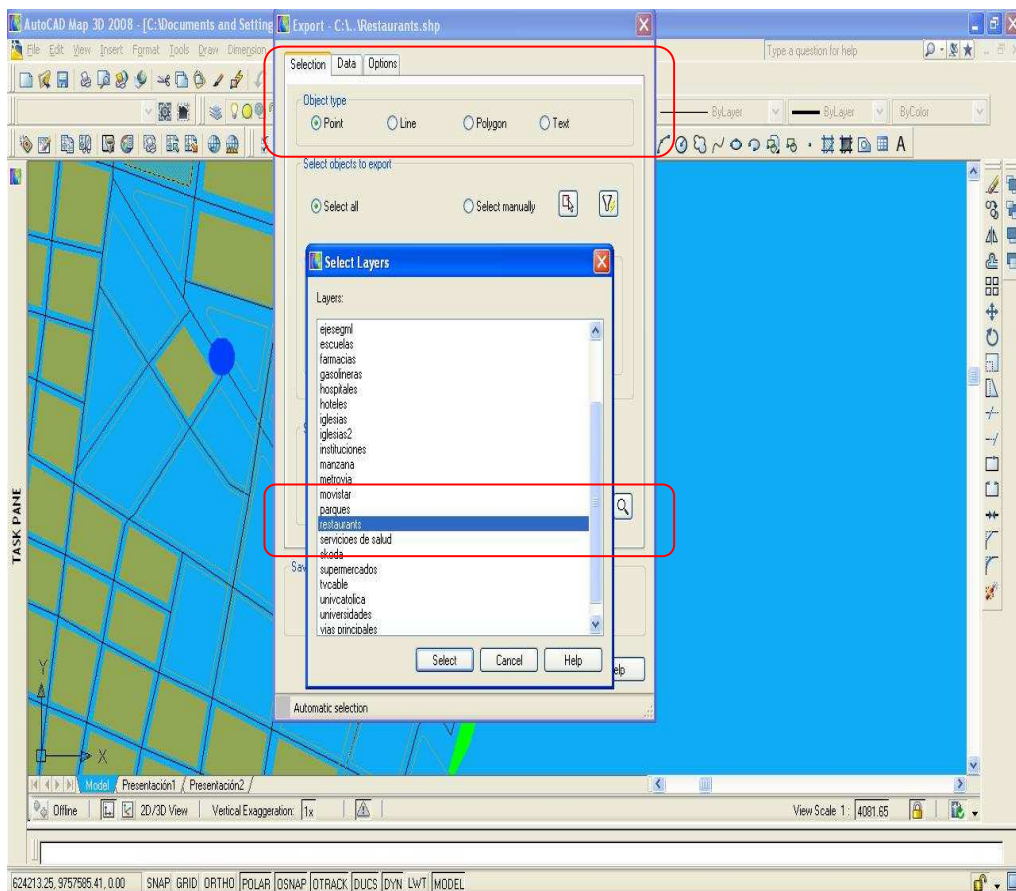 AutoCAD Map 3D 2008 - [C:\Documents and Setting
Export - C:\..\Restaurants.shp
File Edit View Insert Format Tools Draw Dimension
Type a question for help
Selection Data Options
Object type
Point Line Polygon Text
ByLayer ByLayer ByColor
Select objects to export
Select all Select manually
Select Layers
Layers:
ejesegml
escuelas
farmacias
gasolineras
hospitales
hoteles
iglesias
iglesias2
instituciones
manzana
metrovia
movistar
parques
restaurants
servicioes de salud
skoda
supermercados
tvcable
univcatolica
universidades
vias principales
Sav
Select Cancel Help
elp
Automatic selection
TASK PANE
Y
X
Model Presentación1 Presentación2
Offline 2D/3D View Vertical Exaggeration: 1x View Scale 1: 4081.65
624213.25, 9757585.41, 0.00 SNAP GRID ORTHO POLAR OSNAP OTRACK DUCS DYN LWT MODEL